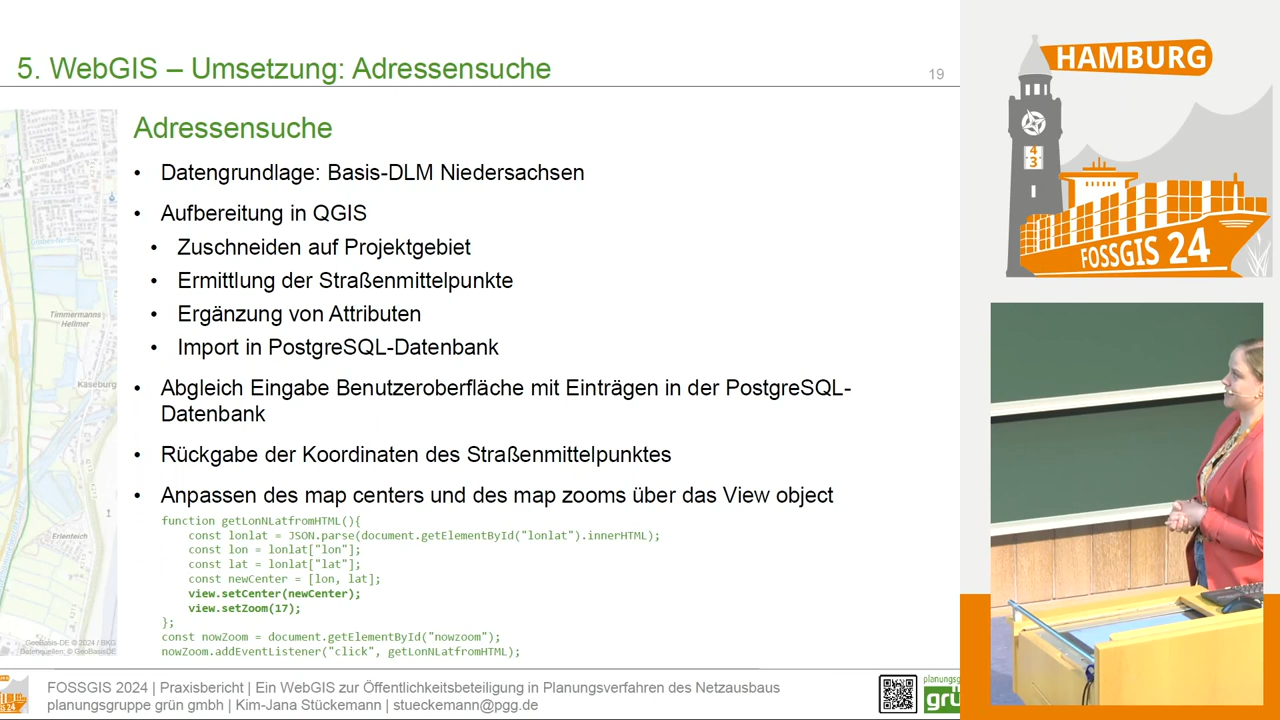 5. WebGIS – Umsetzung: Adressensuche
19
Adressensuche
• Datengrundlage: Basis-DLM Niedersachsen
• Aufbereitung in QGIS
• Zuschneiden auf Projektgebiet
• Ermittlung der Straßenmittelpunkte
• Ergänzung von Attributen
• Import in PostgreSQL-Datenbank
• Abgleich Eingabe Benutzeroberfläche mit Einträgen in der PostgreSQL-
Datenbank
• Rückgabe der Koordinaten des Straßenmittelpunktes
• Anpassen des map centers und des map zooms über das View object
function getLonNLatfromHTML(){
const lonlat = JSON.parse(document.getElementById("lonlat").innerHTML);
const lon = lonlat["lon"];
const lat = lonlat["lat"];
const newCenter = [lon, lat];
view.setCenter(newCenter);
view.setZoom(17);
};
const nowZoom = document.getElementById("nowzoom");
nowZoom.addEventListener("click", getLonNLatfromHTML);
Timmermanns
Hellmer
Käseburg
Erlenteich
GeoBasis-DE © 2024 / BKG
Datenquellen: © GeoBasisDE
FOSSGIS 2024 | Praxisbericht | Ein WebGIS zur Öffentlichkeitsbeteiligung in Planungsverfahren des Netzausbaus
planungsgruppe grün gmbh | Kim-Jana Stückemann | stueckemann@pgg.de
planungsg
grü
HAMBURG
4
3
FOSSGIS 24